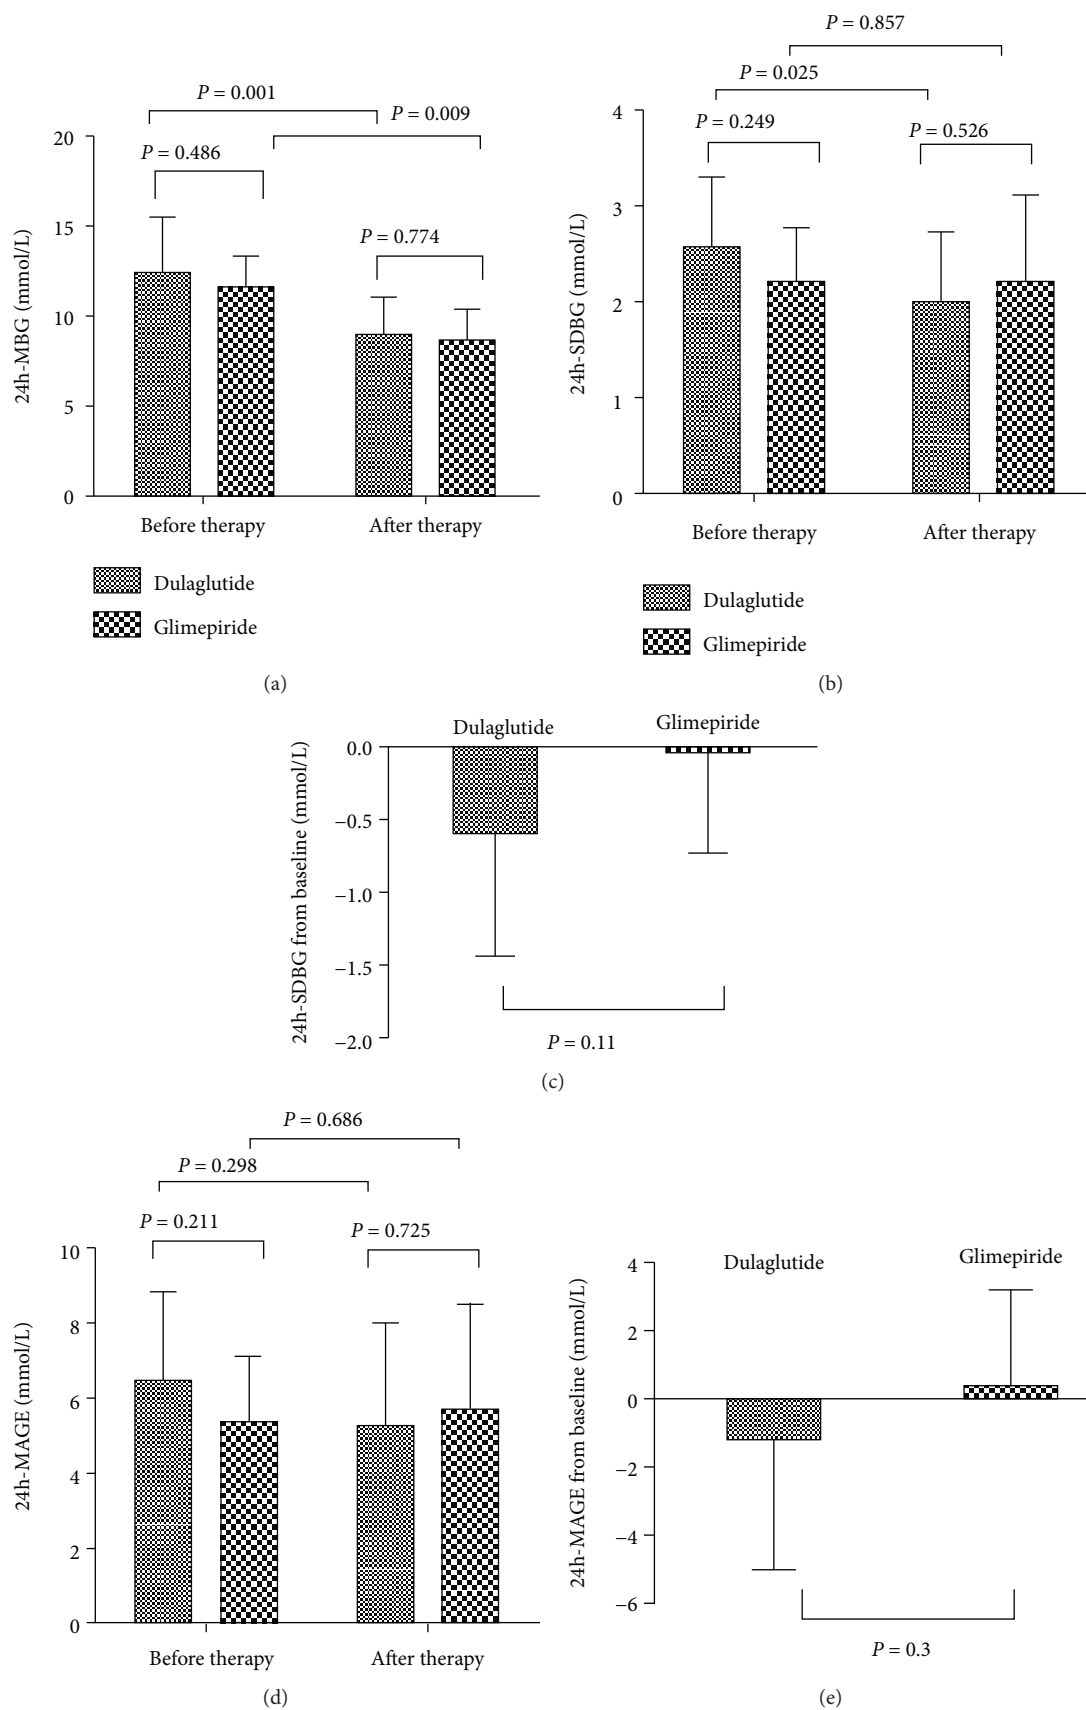 P = 0.001
P = 0.009
P = 0.486
P = 0.774
20
15
10
5
0
24h-MBG (mmol/L)
Before therapy
After therapy
Dulaglutide
Glimepiride
(a)
P = 0.857
P = 0.025
P = 0.249
P = 0.526
4
3
2
1
0
24h-SDBG (mmol/L)
Before therapy
After therapy
Dulaglutide
Glimepiride
(b)
Dulaglutide
Glimepiride
0.0
−0.5
−1.0
−1.5
−2.0
24h-SDBG from baseline (mmol/L)
P = 0.11
(c)
P = 0.686
P = 0.298
P = 0.211
P = 0.725
10
8
6
4
2
0
24h-MAGE (mmol/L)
Before therapy
After therapy
(d)
Dulaglutide
Glimepiride
4
2
0
−2
−4
−6
24h-MAGE from baseline (mmol/L)
P = 0.3
(e)